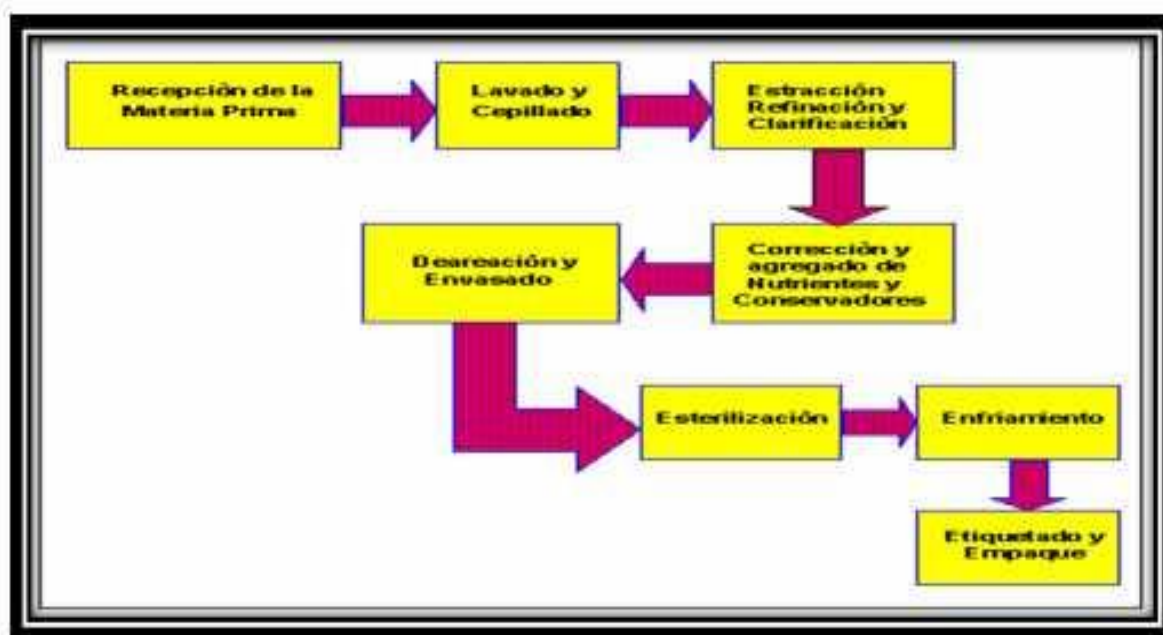 Recepción de la
Materia Prima
Lavado y
Cepillado
Estracción
Refinación y
Clarificación
Corrección y
agregado de
Nutrientes y
Conservadores
Deareación y
Envasado
Esterilización
Enfriamiento
Etiquetado y
Empaque